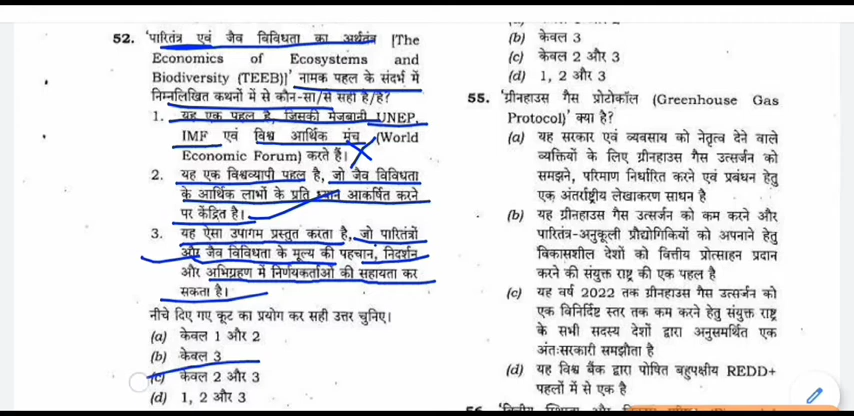 52. 'पारितंत्र एवं जैव विविधता का अर्थतंत्र [The
Economics of Ecosystems and
Biodiversity (TEEB)]' नामक पहल के संदर्भ में
निम्नलिखित कथनों में से कौन-सा/से सही है/हैं?
1. यह एक पहल है, जिसकी मेजबानी UNEP,
IMF एवं विश्व आर्थिक मंच (World
Economic Forum) करते हैं।
2. यह एक विश्वव्यापी पहल है, जो जैव विविधता
के आर्थिक लाभों के प्रति ध्यान आकर्षित करने
पर केंद्रित है।
3. यह ऐसा उपागम प्रस्तुत करता है, जो पारितंत्रों
और जैव विविधता के मूल्य की पहचान, निदर्शन
और अभिग्रहण में निर्णयकर्ताओं की सहायता कर
सकता है।
नीचे दिए गए कूट का प्रयोग कर सही उत्तर चुनिए।
(a) केवल 1 और 2
(b) केवल 3
(c) केवल 2 और 3
(d) 1, 2 और 3
(b) केवल 3
(c) केवल 2 और 3
(d) 1, 2 और 3
55. 'ग्रीनहाउस गैस प्रोटोकॉल (Greenhouse Gas
Protocol)' क्या है?
(a) यह सरकार एवं व्यवसाय को नेतृत्व देने वाले
व्यक्तियों के लिए ग्रीनहाउस गैस उत्सर्जन को
समझने, परिमाण निर्धारित करने एवं प्रबंधन हेतु
एक अंतर्राष्ट्रीय लेखाकरण साधन है
(b) यह ग्रीनहाउस गैस उत्सर्जन को कम करने और
पारितंत्र-अनुकूली प्रौद्योगिकियों को अपनाने हेतु
विकासशील देशों को वित्तीय प्रोत्साहन प्रदान
करने की संयुक्त राष्ट्र की एक पहल है
(c) यह वर्ष 2022 तक ग्रीनहाउस गैस उत्सर्जन को
एक विनिर्दिष्ट स्तर तक कम करने हेतु संयुक्त राष्ट्र
के सभी सदस्य देशों द्वारा अनुसमर्थित एक
अंतःसरकारी समझौता है
(d) यह विश्व बैंक द्वारा पोषित बहुपक्षीय REDD+
पहलों में से एक है